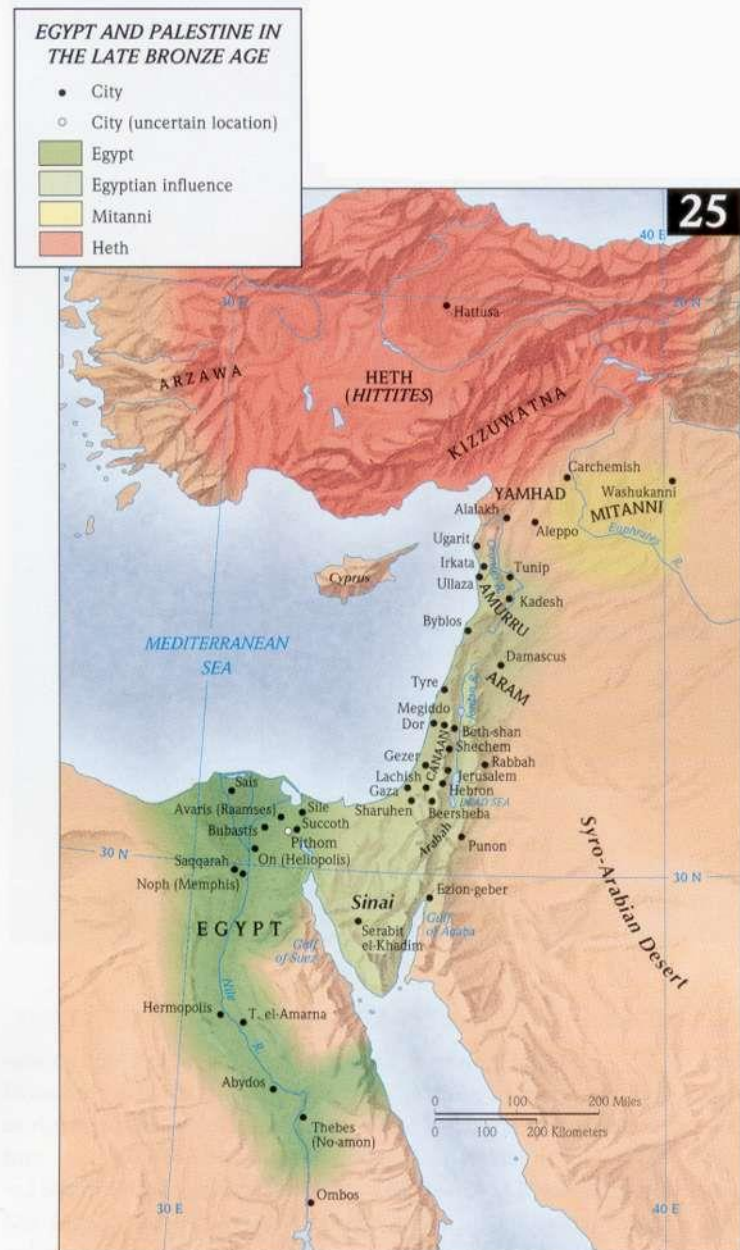 EGYPT AND PALESTINE IN
THE LATE BRONZE AGE
City
City (uncertain location)
Egypt
Egyptian influence
Mitanni
Heth
25
40 E
Hattusa
ARZAWA
HETH
(HITTITES)
KIZZUWATNA
Carchemish
YAMHAD
Washukanni
MITANNI
Alalakh
Aleppo
Euphrates R.
Ugarit
Irkata
Tunip
Ullaza
Cyprus
AMURRU
Kadesh
Byblos
MEDITERRANEAN
SEA
Damascus
Tyre
ARAM
Jordan R.
Megiddo
Dor
Beth-shan
Shechem
CANAAN
Gezer
Rabbah
Lachish
Jerusalem
Gaza
Hebron
DEAD SEA
Sharuhen
Beersheba
Sais
Avaris (Raamses)
Sile
Bubastis
Succoth
Pithom
Arabah
Punon
30 N
On (Heliopolis)
Saqqarah
Noph (Memphis)
30 N
Syro-Arabian Desert
Sinai
Ezion-geber
EGYPT
Serabit
el-Khadim
Gulf
of Aqaba
Gulf
of Suez
Nile R.
Hermopolis
T. el-Amarna
Abydos
0 100 200 Miles
0 100 200 Kilometers
Thebes
(No-amon)
Ombos
30 E
40 E